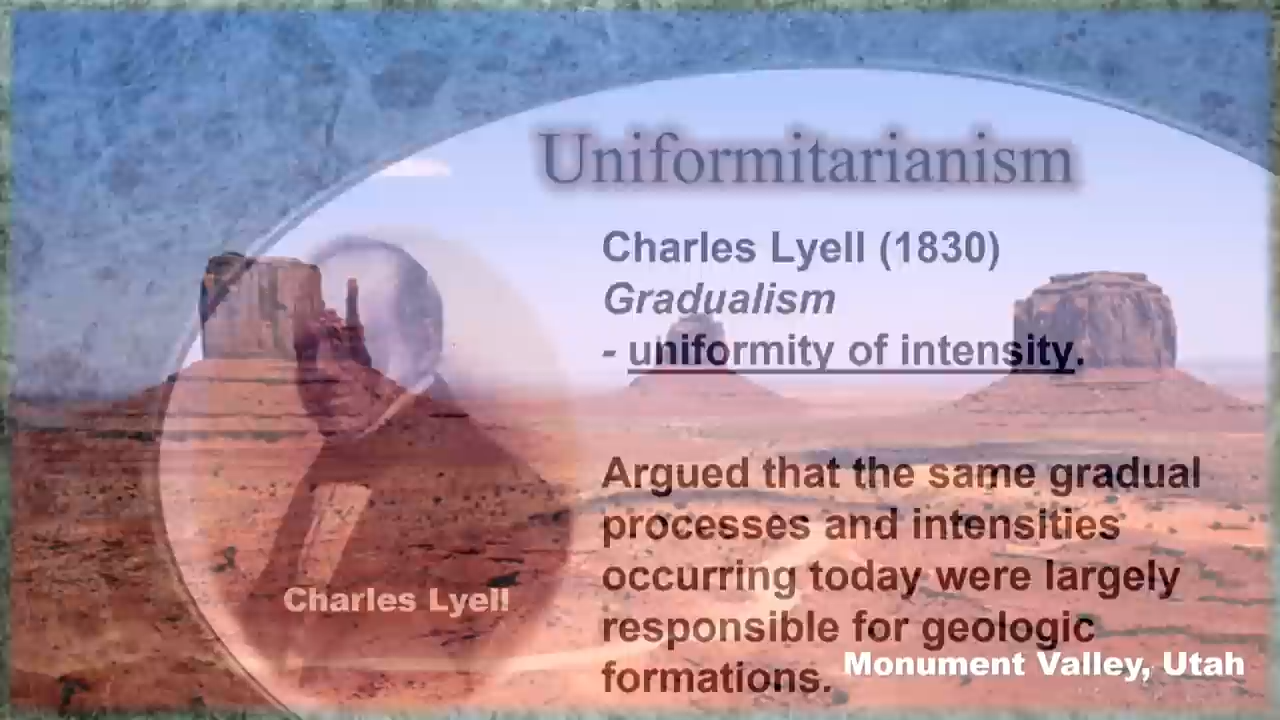 Uniformitarianism
Charles Lyell (1830)
Gradualism
- uniformity of intensity.
Argued that the same gradual
processes and intensities
occurring today were largely
responsible for geologic
formations.
Charles Lyell
Monument Valley, Utah